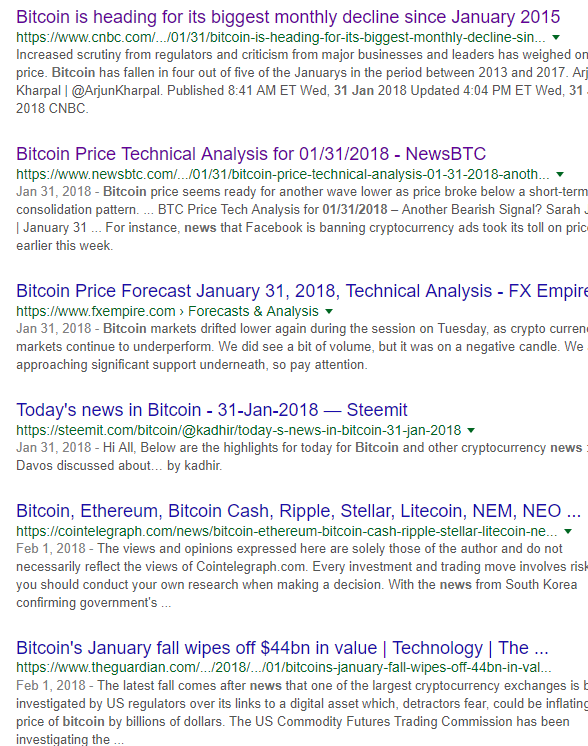 Bitcoin is heading for its biggest monthly decline since January 2015
https://www.cnbc.com/.../01/31/bitcoin-is-heading-for-its-biggest-monthly-decline-sin...
Increased scrutiny from regulators and criticism from major businesses and leaders has weighed on
price. Bitcoin has fallen in four out of five of the Januarys in the period between 2013 and 2017. Arj
Kharpal | @ArjunKharpal. Published 8:41 AM ET Wed, 31 Jan 2018 Updated 4:04 PM ET Wed, 31
2018 CNBC.
Bitcoin Price Technical Analysis for 01/31/2018 - NewsBTC
https://www.newsbtc.com/.../01/31/bitcoin-price-technical-analysis-01-31-2018-anoth...
Jan 31, 2018 - Bitcoin price seems ready for another wave lower as price broke below a short-term
consolidation pattern. ... BTC Price Tech Analysis for 01/31/2018 – Another Bearish Signal? Sarah J
| January 31 ... For instance, news that Facebook is banning cryptocurrency ads took its toll on pric
earlier this week.
Bitcoin Price Forecast January 31, 2018, Technical Analysis - FX Empire
https://www.fxempire.com › Forecasts & Analysis
Jan 31, 2018 - Bitcoin markets drifted lower again during the session on Tuesday, as crypto curren
markets continue to underperform. We did see a bit of volume, but it was on a negative candle. We
approaching significant support underneath, so pay attention.
Today's news in Bitcoin - 31-Jan-2018 — Steemit
https://steemit.com/bitcoin/@kadhir/today-s-news-in-bitcoin-31-jan-2018
Jan 31, 2018 - Hi All, Below are the highlights for today for Bitcoin and other cryptocurrency news :
Davos discussed about... by kadhir.
Bitcoin, Ethereum, Bitcoin Cash, Ripple, Stellar, Litecoin, NEM, NEO ...
https://cointelegraph.com/news/bitcoin-ethereum-bitcoin-cash-ripple-stellar-litecoin-ne...
Feb 1, 2018 - The views and opinions expressed here are solely those of the author and do not
necessarily reflect the views of Cointelegraph.com. Every investment and trading move involves risk
you should conduct your own research when making a decision. With the news from South Korea
confirming government's ...
Bitcoin's January fall wipes off $44bn in value | Technology | The ...
https://www.theguardian.com/.../2018/.../01/bitcoins-january-fall-wipes-off-44bn-in-val...
Feb 1, 2018 - The latest fall comes after news that one of the largest cryptocurrency exchanges is b
investigated by US regulators over its links to a digital asset which, detractors fear, could be inflating
price of bitcoin by billions of dollars. The US Commodity Futures Trading Commission has been
investigating the ...